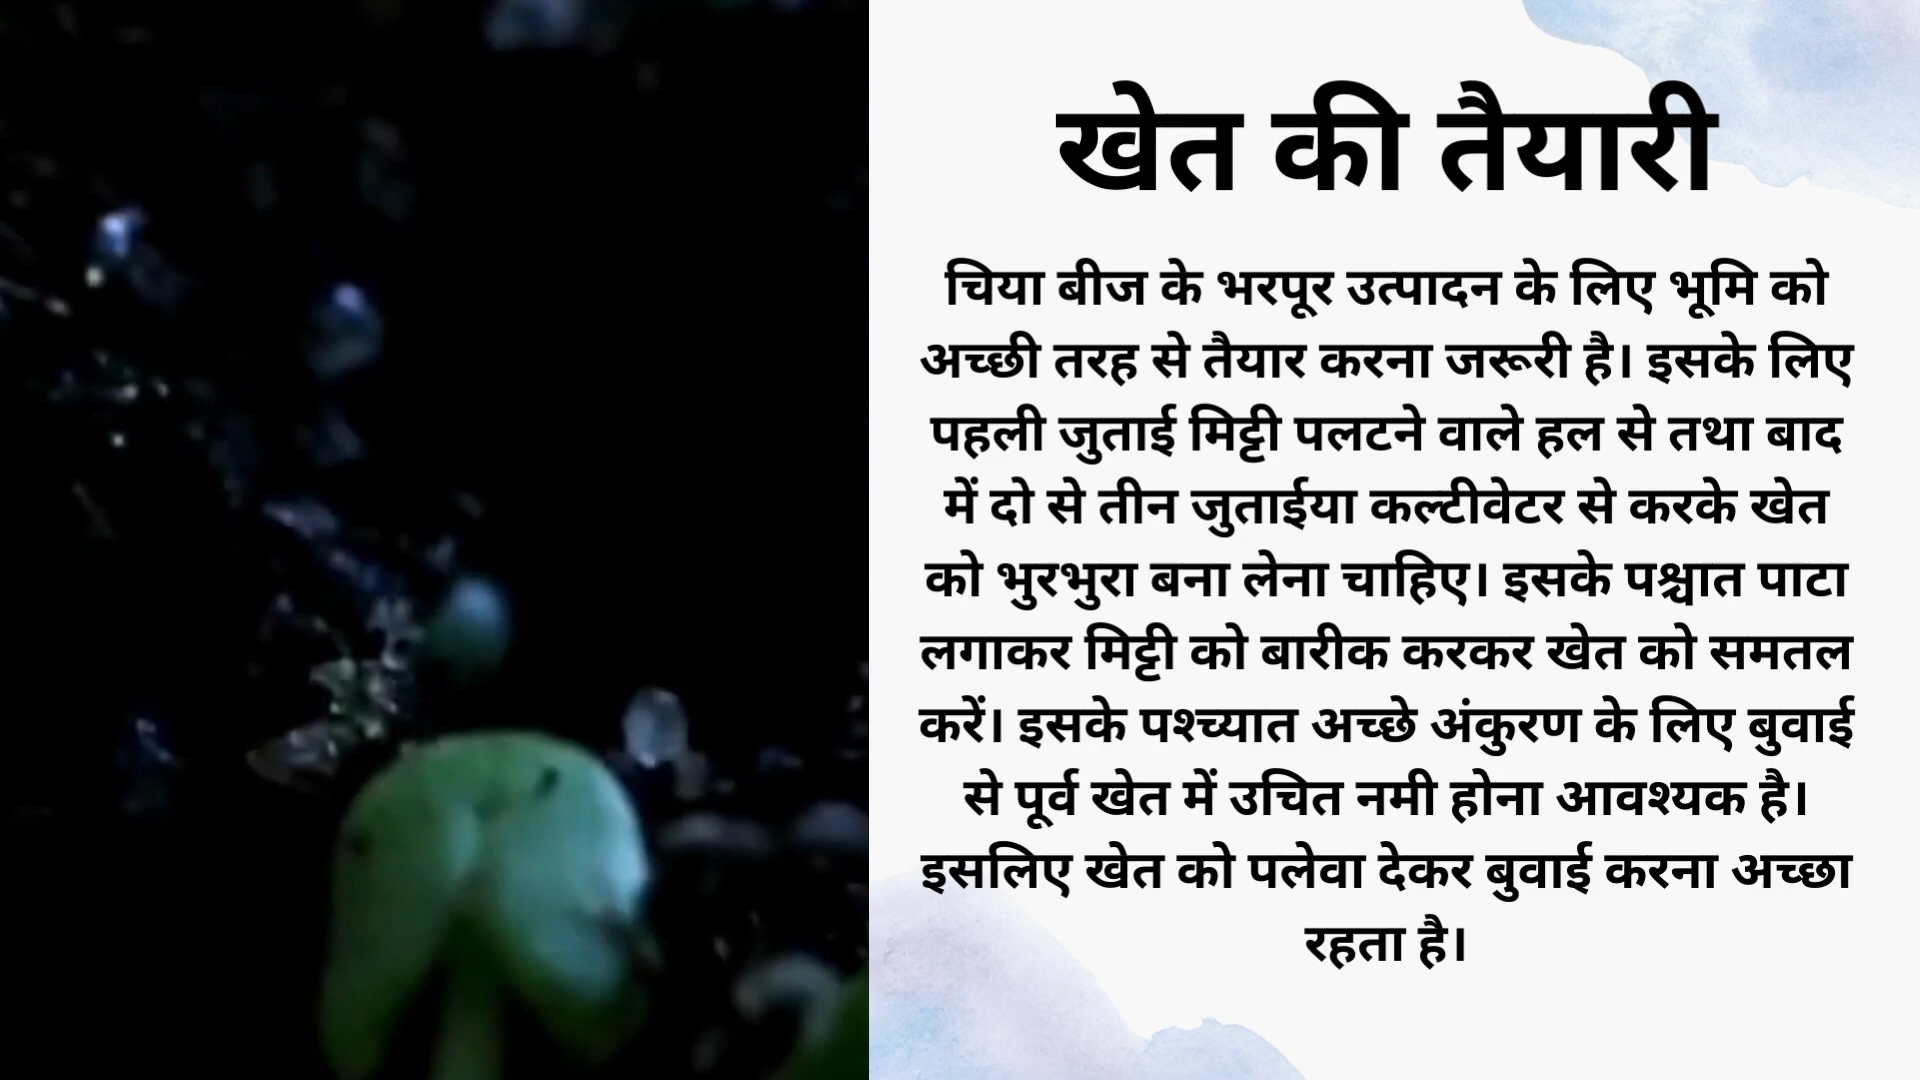 खेत की तैयारी
चिया बीज के भरपूर उत्पादन के लिए भूमि को
अच्छी तरह से तैयार करना जरूरी है। इसके लिए
पहली जुताई मिट्टी पलटने वाले हल से तथा बाद
में दो से तीन जुताईया कल्टीवेटर से करके खेत
को भुरभुरा बना लेना चाहिए। इसके पश्चात पाटा
लगाकर मिट्टी को बारीक करकर खेत को समतल
करें। इसके पश्च्यात अच्छे अंकुरण के लिए बुवाई
से पूर्व खेत में उचित नमी होना आवश्यक है।
इसलिए खेत को पलेवा देकर बुवाई करना अच्छा
रहता है।